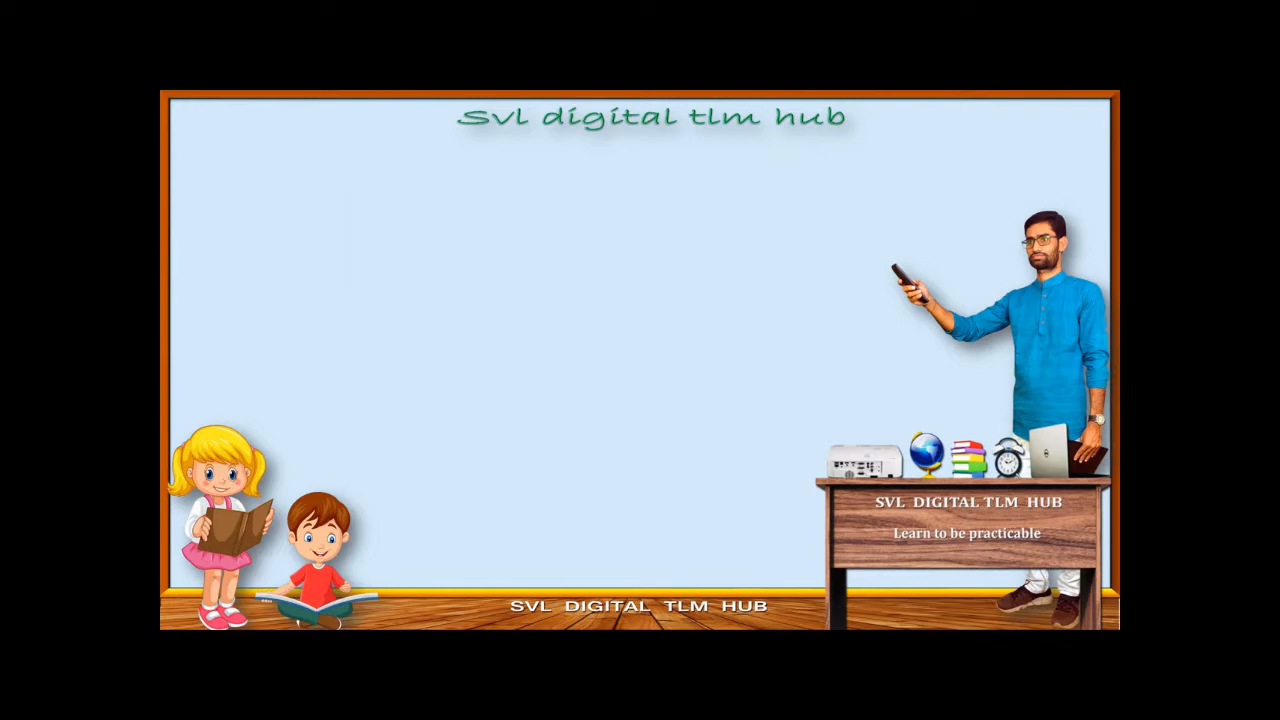 Svl digital tlm hub
SVL DIGITAL TLM HUB
Learn to be practicable
SVL DIGITAL TLM HUB